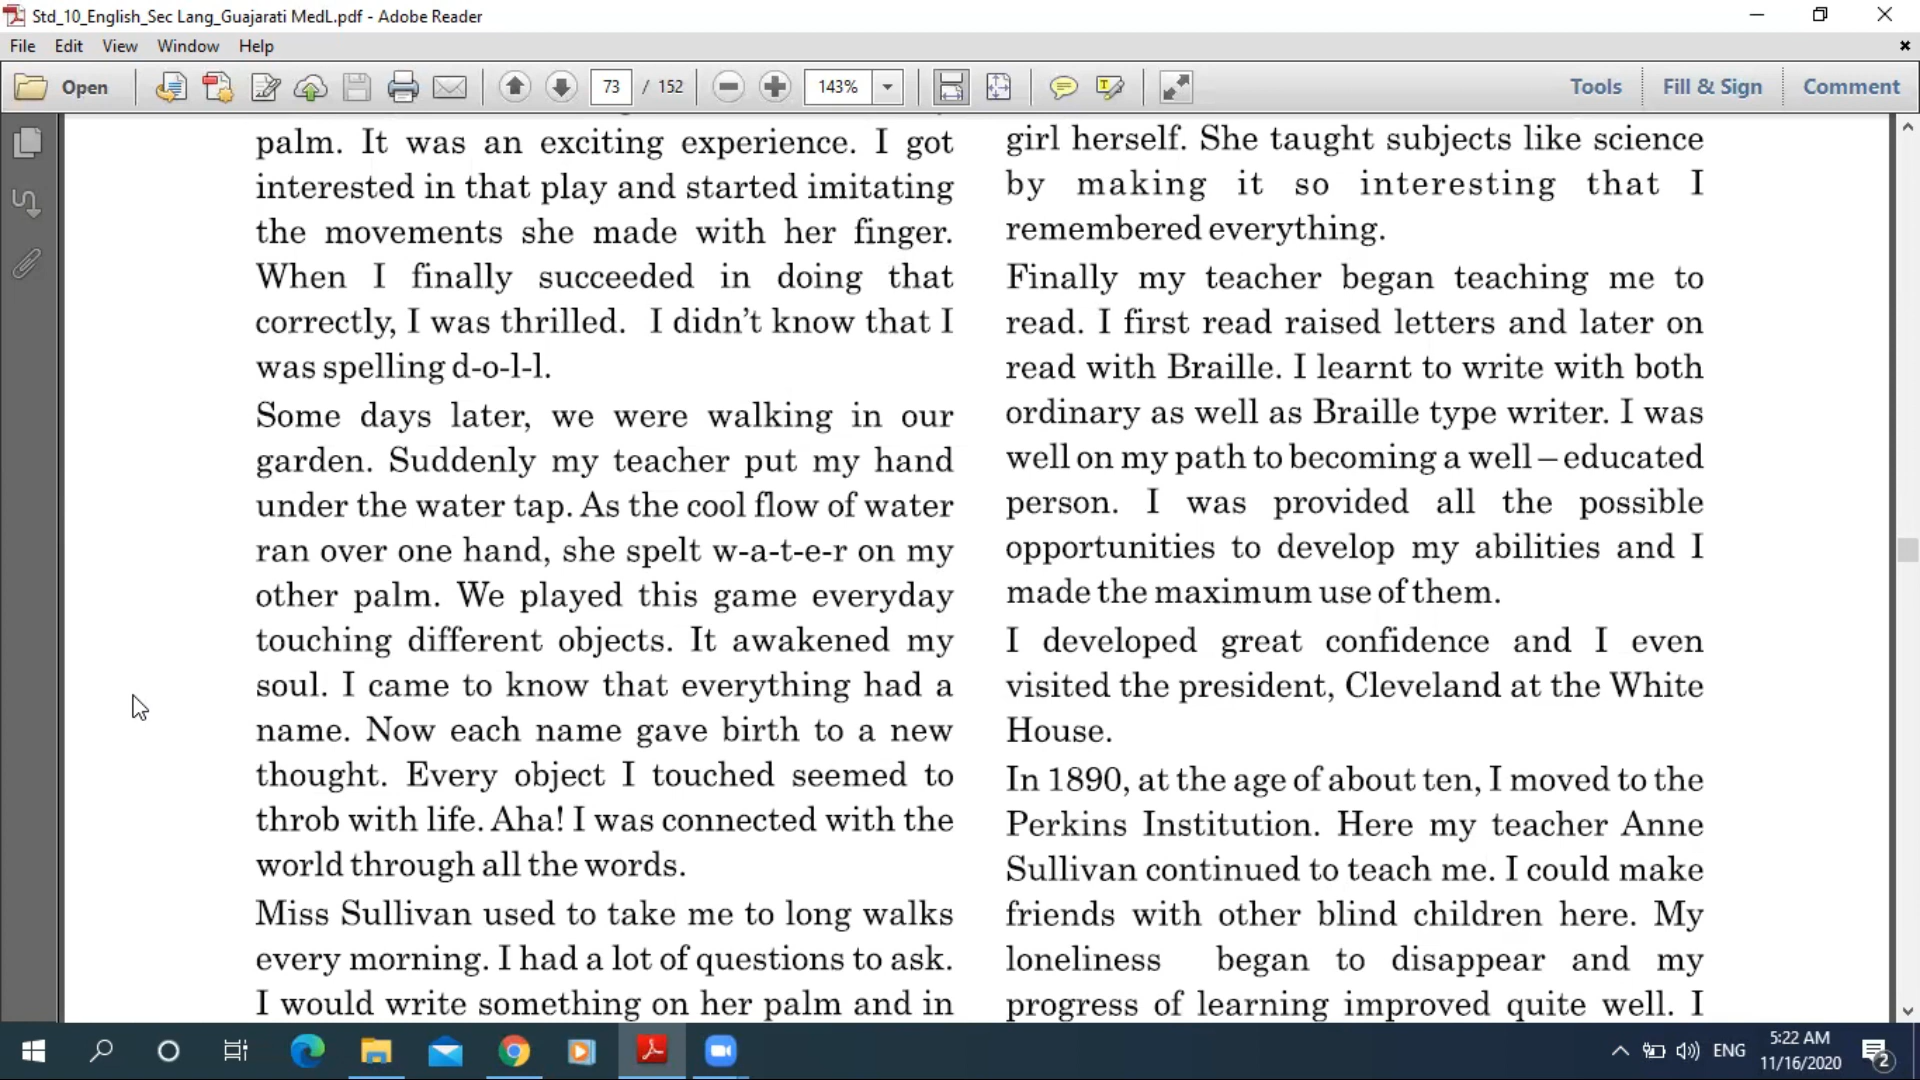 Std_10_English_Sec Lang_Guajarati MedL.pdf - Adobe Reader
File Edit View Window Help
Open 73 / 152 143% Tools Fill & Sign Comment
palm. It was an exciting experience. I got
interested in that play and started imitating
the movements she made with her finger.
When I finally succeeded in doing that
correctly, I was thrilled. I didn't know that I
was spelling d-o-l-l.
Some days later, we were walking in our
garden. Suddenly my teacher put my hand
under the water tap. As the cool flow of water
ran over one hand, she spelt w-a-t-e-r on my
other palm. We played this game everyday
touching different objects. It awakened my
soul. I came to know that everything had a
name. Now each name gave birth to a new
thought. Every object I touched seemed to
throb with life. Aha! I was connected with the
world through all the words.
Miss Sullivan used to take me to long walks
every morning. I had a lot of questions to ask.
I would write something on her palm and in
girl herself. She taught subjects like science
by making it so interesting that I
remembered everything.
Finally my teacher began teaching me to
read. I first read raised letters and later on
read with Braille. I learnt to write with both
ordinary as well as Braille type writer. I was
well on my path to becoming a well – educated
person. I was provided all the possible
opportunities to develop my abilities and I
made the maximum use of them.
I developed great confidence and I even
visited the president, Cleveland at the White
House.
In 1890, at the age of about ten, I moved to the
Perkins Institution. Here my teacher Anne
Sullivan continued to teach me. I could make
friends with other blind children here. My
loneliness began to disappear and my
progress of learning improved quite well. I
ENG
5:22 AM
11/16/2020
2